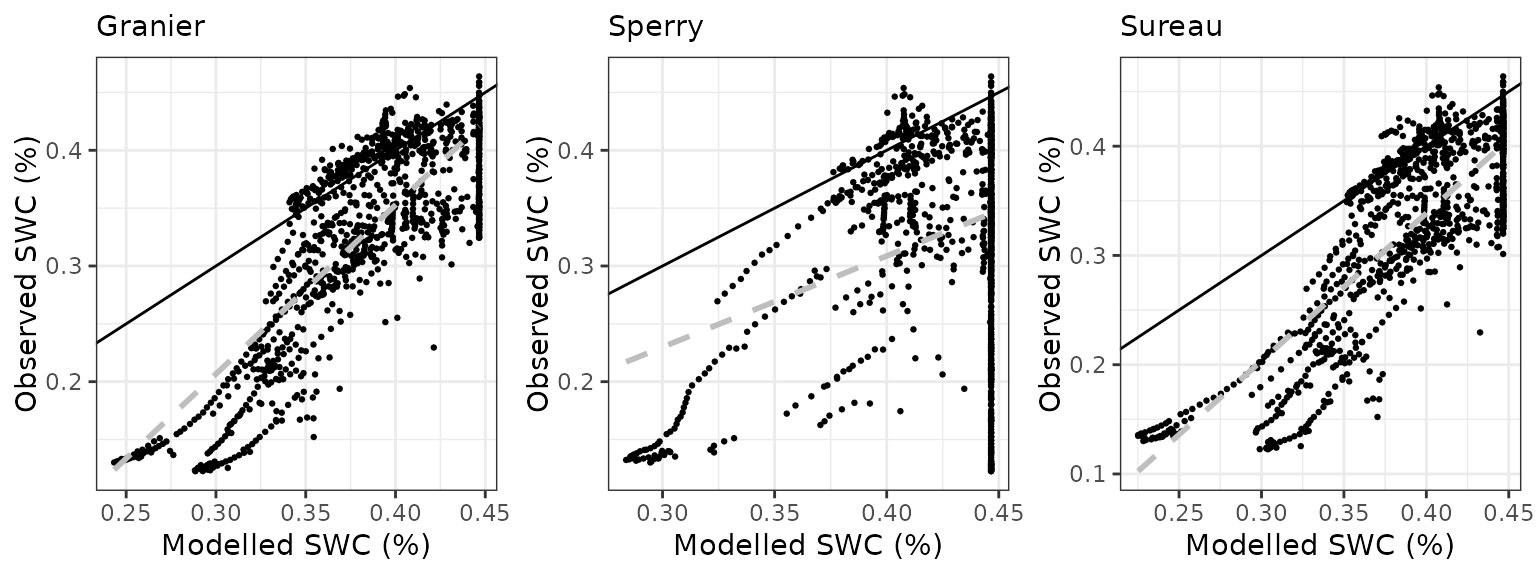 Granier
Sperry
Sureau
Observed SWC (%)
0.4
0.3
0.2
0.25 0.30 0.35 0.40 0.45
Modelled SWC (%)
Observed SWC (%)
0.4
0.3
0.2
0.30 0.35 0.40 0.45
Modelled SWC (%)
Observed SWC (%)
0.4
0.3
0.2
0.1
0.25 0.30 0.35 0.40 0.45
Modelled SWC (%)